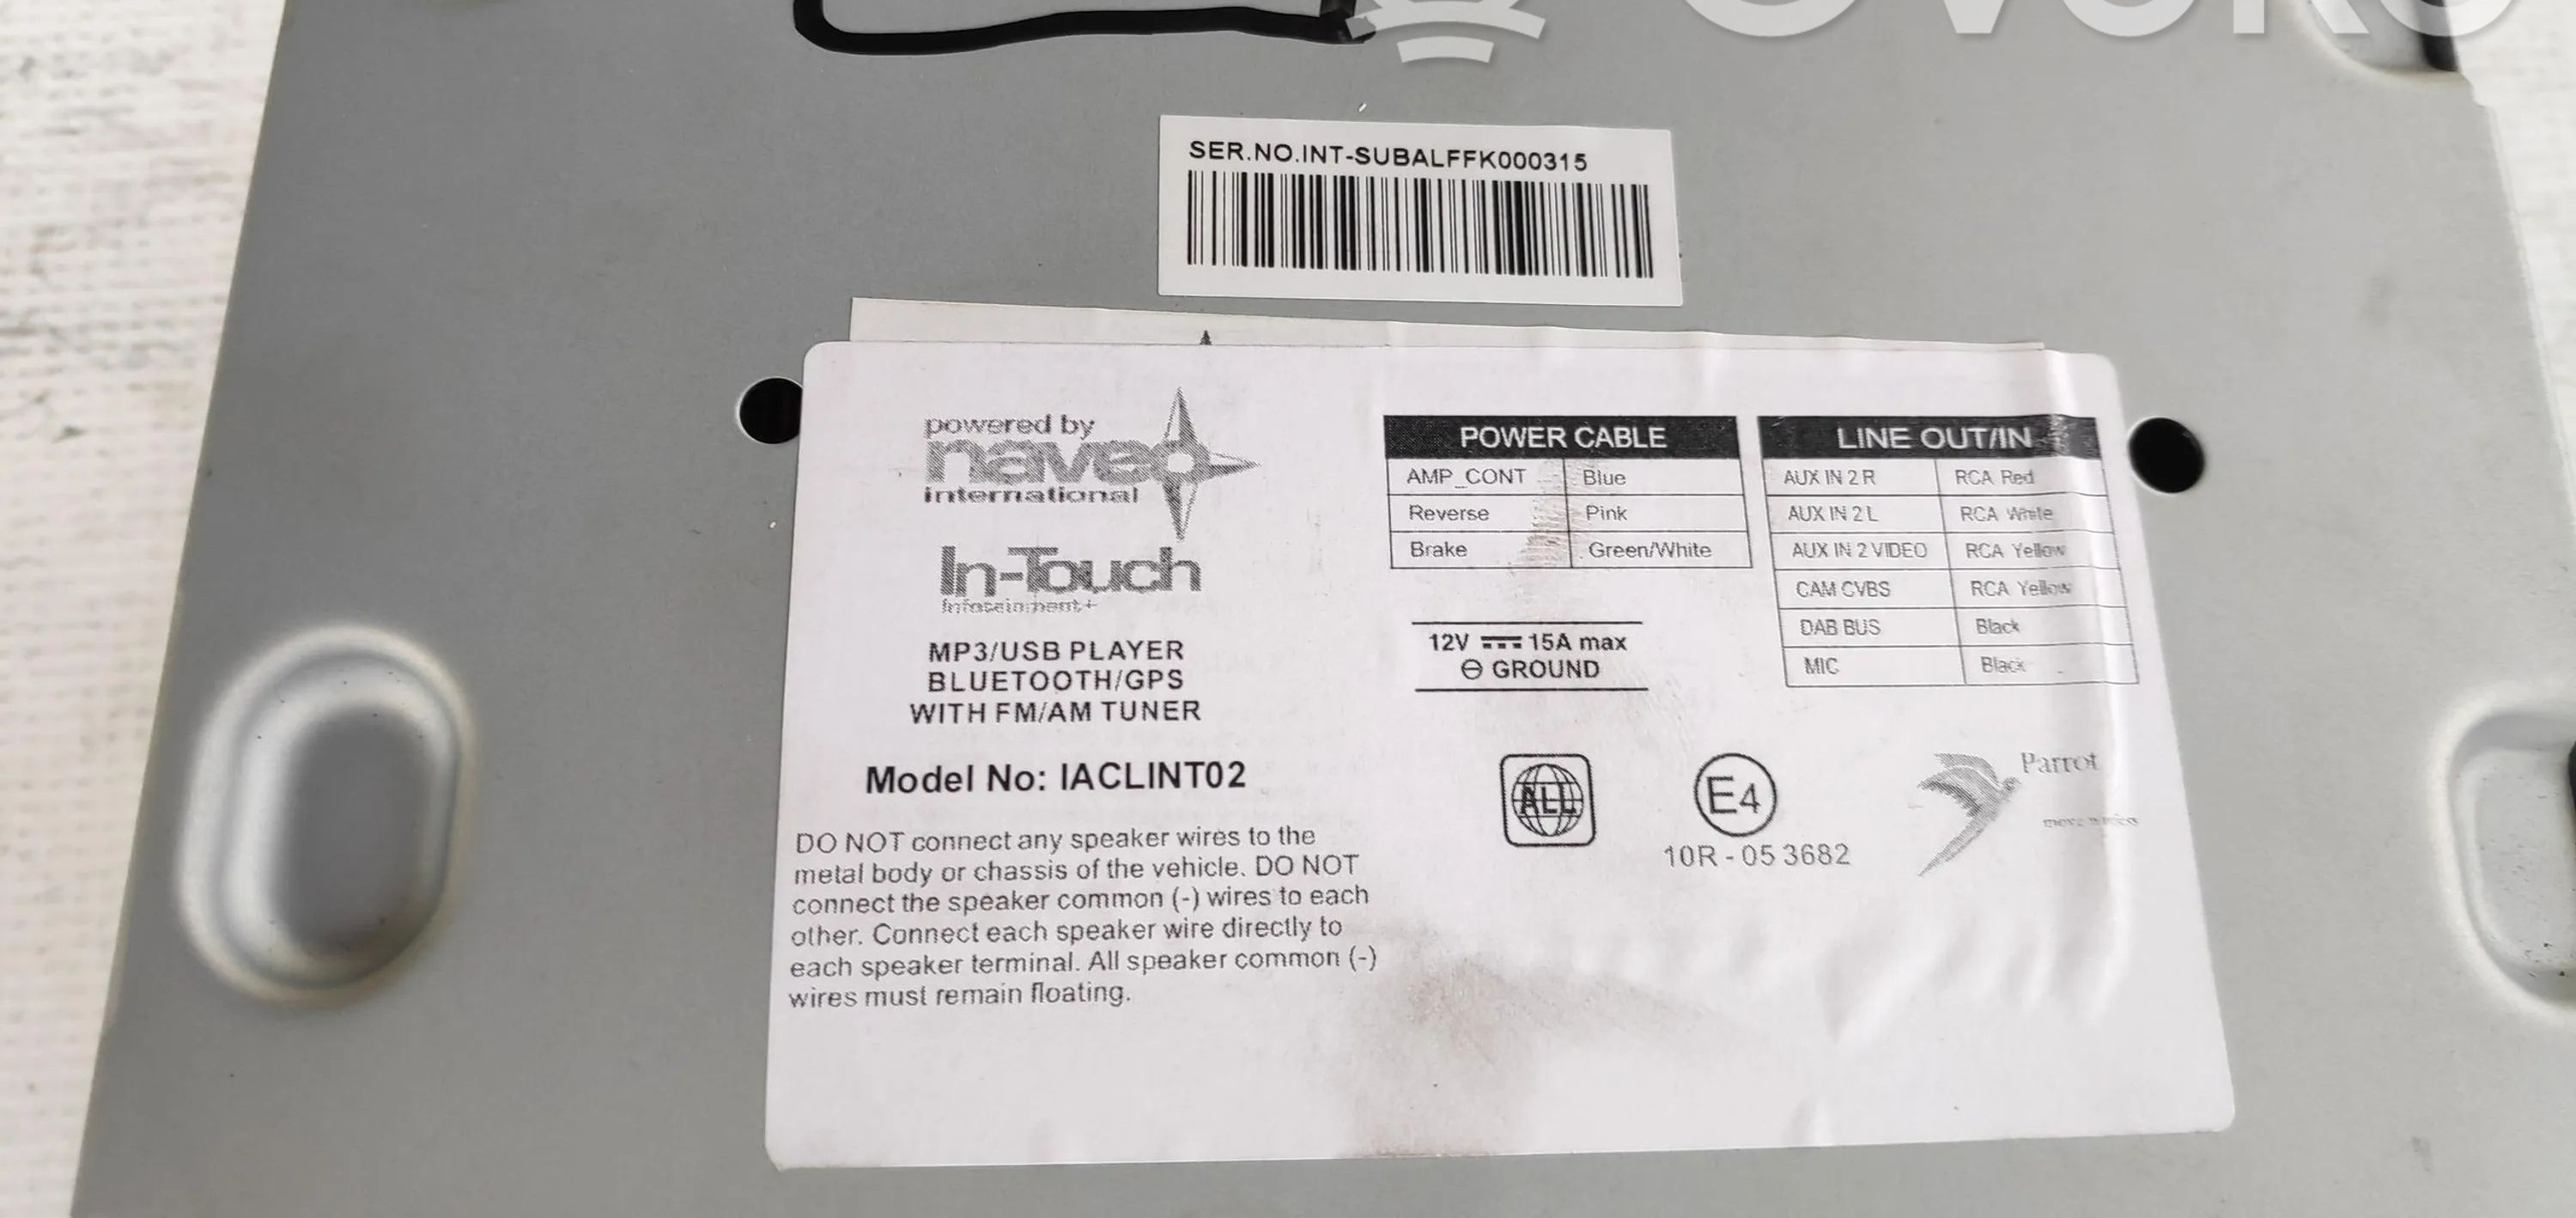 SER.NO.INT-SUBALFFK000315
powered by
naveo
international
In-Touch
Infotainment+
MP3/USB PLAYER
BLUETOOTH/GPS
WITH FM/AM TUNER
Model No: IACLINT02
DO NOT connect any speaker wires to the
metal body or chassis of the vehicle. DO NOT
connect the speaker common (-) wires to each
other. Connect each speaker wire directly to
each speaker terminal. All speaker common (-)
wires must remain floating.
POWER CABLE
AMP_CONT Blue
Reverse Pink
Brake Green/White
12V 15A max
⊖ GROUND
LINE OUT/IN
AUX IN 2 R RCA Red
AUX IN 2 L RCA White
AUX IN 2 VIDEO RCA Yellow
CAM CVBS RCA Yellow
DAB BUS Black
MIC Black
ALL
E4
10R - 05 3682
Parrot